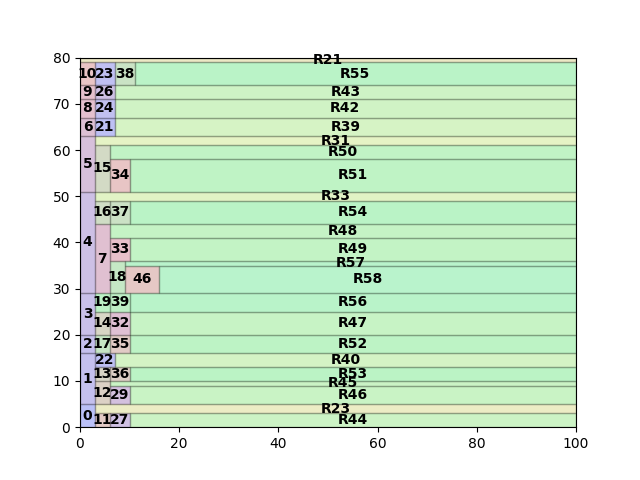 80
R21
10 23 38 R55
9 26 R43
70
8 24 R42
6 21 R39
R31
60
5 15 R50
34 R51
50
R33
16 37 R54
4 R48
40
33 R49
7 R57
18 46 R58
30
19 39 R56
3
14 32 R47
20
2 17 35 R52
22 R40
13 36 R53
1 R45
10
12 29 R46
0 R23
11 27 R44
0
0 20 40 60 80 100